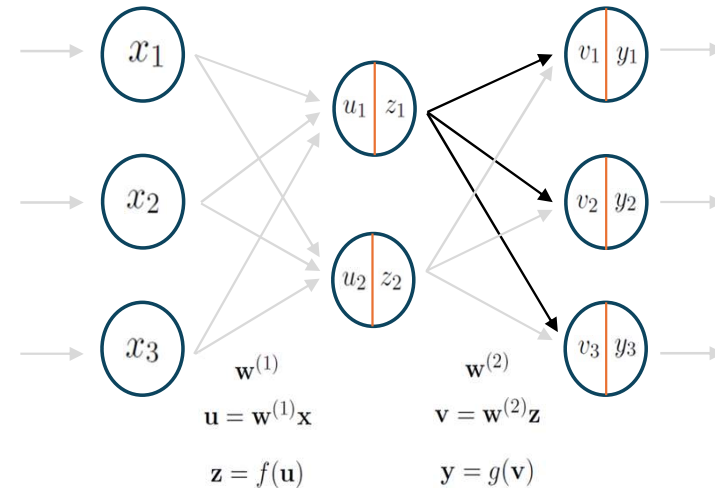 x₁
u₁ z₁
v₁ y₁
x₂
v₂ y₂
u₂ z₂
x₃
v₃ y₃
w⁽¹⁾
w⁽²⁾
u = w⁽¹⁾x
v = w⁽²⁾z
z = f(u)
y = g(v)